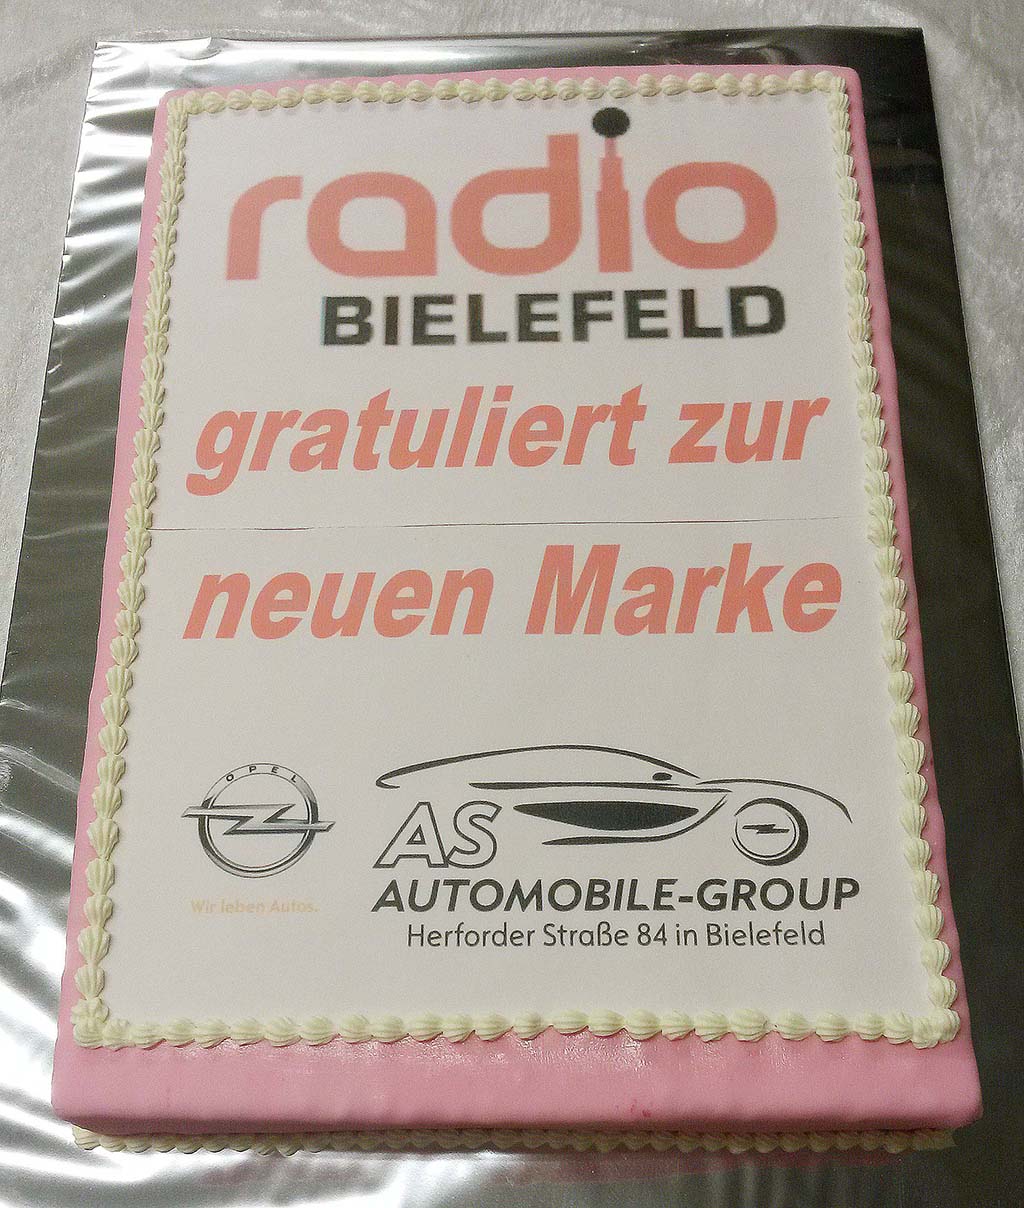 radio
BIELEFELD
gratuliert zur
neuen Marke
OPEL
Wir leben Autos.
AS
AUTOMOBILE-GROUP
Herforder Straße 84 in Bielefeld